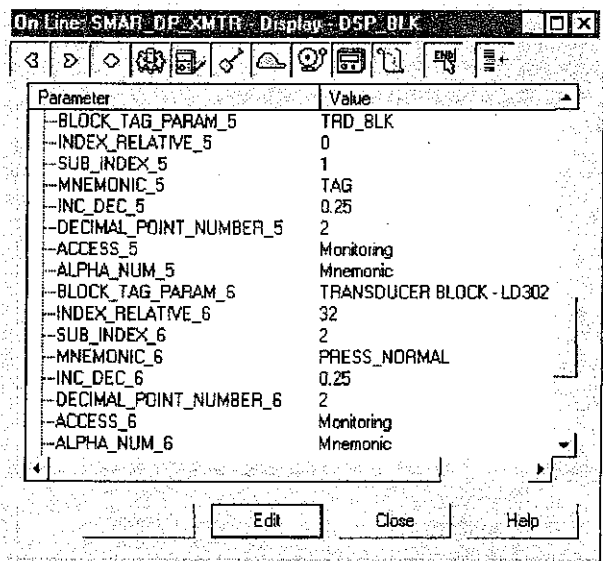 On Line: SMAR_DP_XMTR - Display - DSP_BLK
Parameter Value
BLOCK_TAG_PARAM_5 TRD_BLK
INDEX_RELATIVE_5 0
SUB_INDEX_5 1
MNEMONIC_5 TAG
INC_DEC_5 0.25
DECIMAL_POINT_NUMBER_5 2
ACCESS_5 Monitoring
ALPHA_NUM_5 Mnemonic
BLOCK_TAG_PARAM_6 TRANSDUCER BLOCK - LD302
INDEX_RELATIVE_6 32
SUB_INDEX_6 2
MNEMONIC_6 PRESS_NORMAL
INC_DEC_6 0.25
DECIMAL_POINT_NUMBER_6 2
ACCESS_6 Monitoring
ALPHA_NUM_6 Mnemonic
Edit Close Help